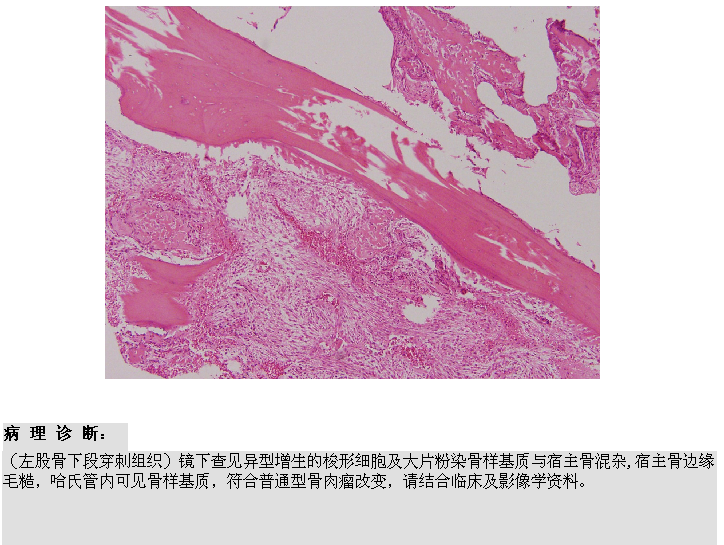 病 理 诊 断：
（左股骨下段穿刺组织）镜下查见异型增生的梭形细胞及大片粉染骨样基质与宿主骨混杂,宿主骨边缘
毛糙，哈氏管内可见骨样基质，符合普通型骨肉瘤改变，请结合临床及影像学资料。